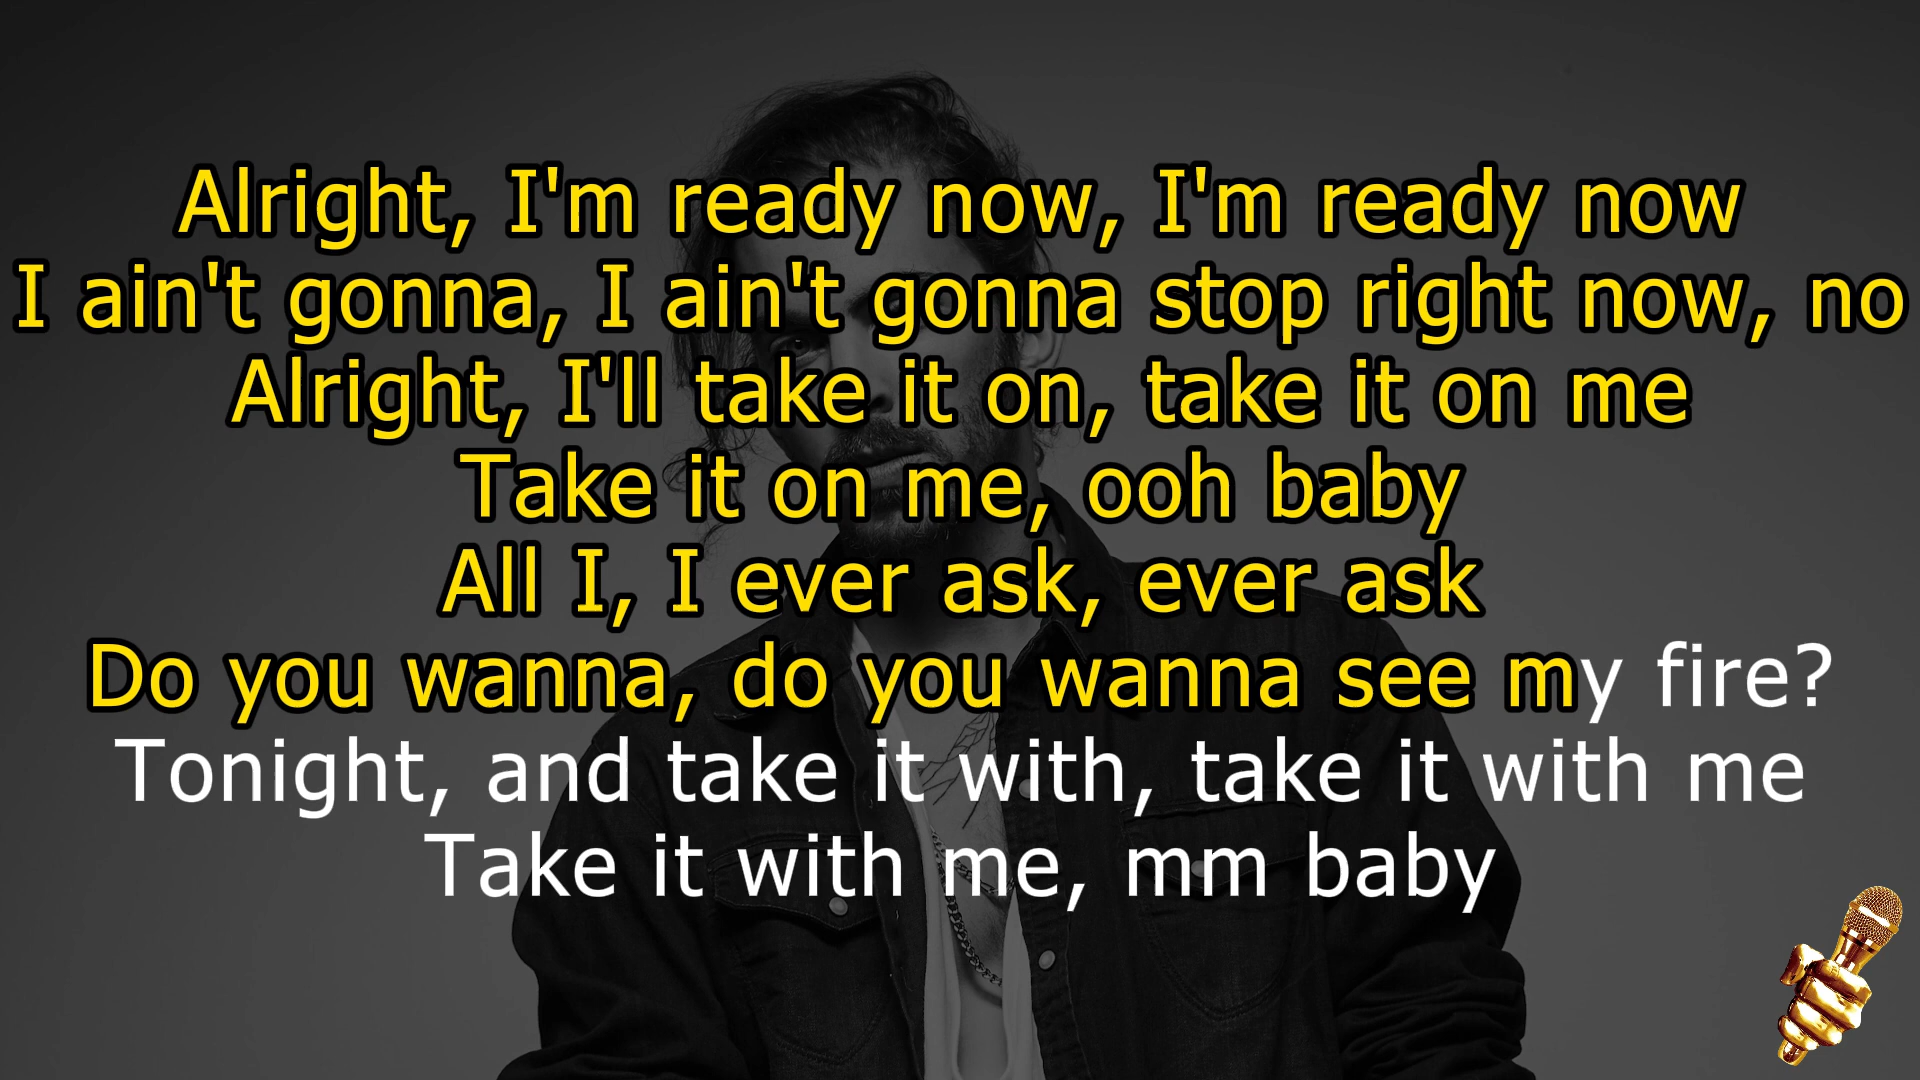 Alright, I'm ready now, I'm ready now
I ain't gonna, I ain't gonna stop right now, no
Alright, I'll take it on, take it on me
Take it on me, ooh baby
All I, I ever ask, ever ask
Do you wanna, do you wanna see my fire?
Tonight, and take it with, take it with me
Take it with me, mm baby